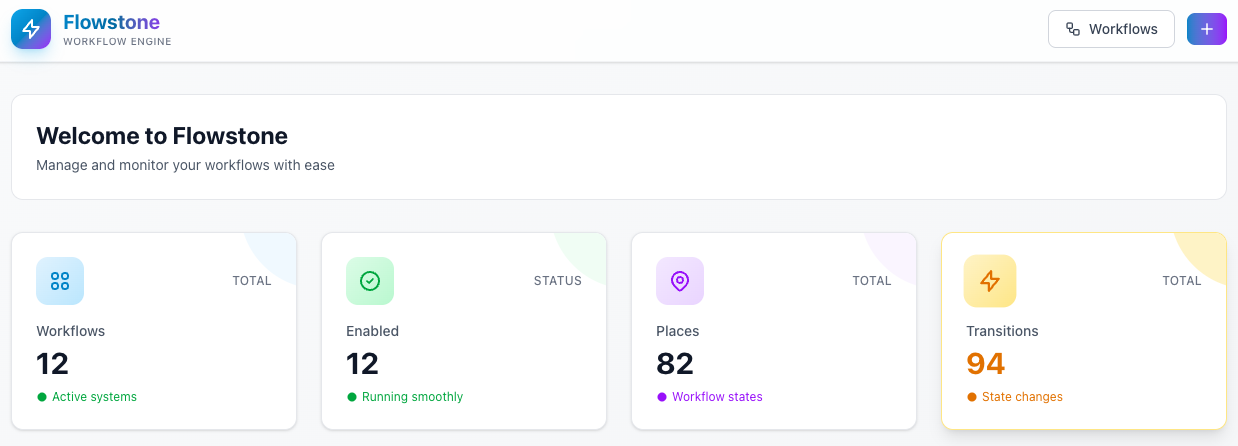 Flowstone
WORKFLOW ENGINE
Workflows
Welcome to Flowstone
Manage and monitor your workflows with ease
TOTAL
Workflows
12
Active systems
STATUS
Enabled
12
Running smoothly
TOTAL
Places
82
Workflow states
TOTAL
Transitions
94
State changes